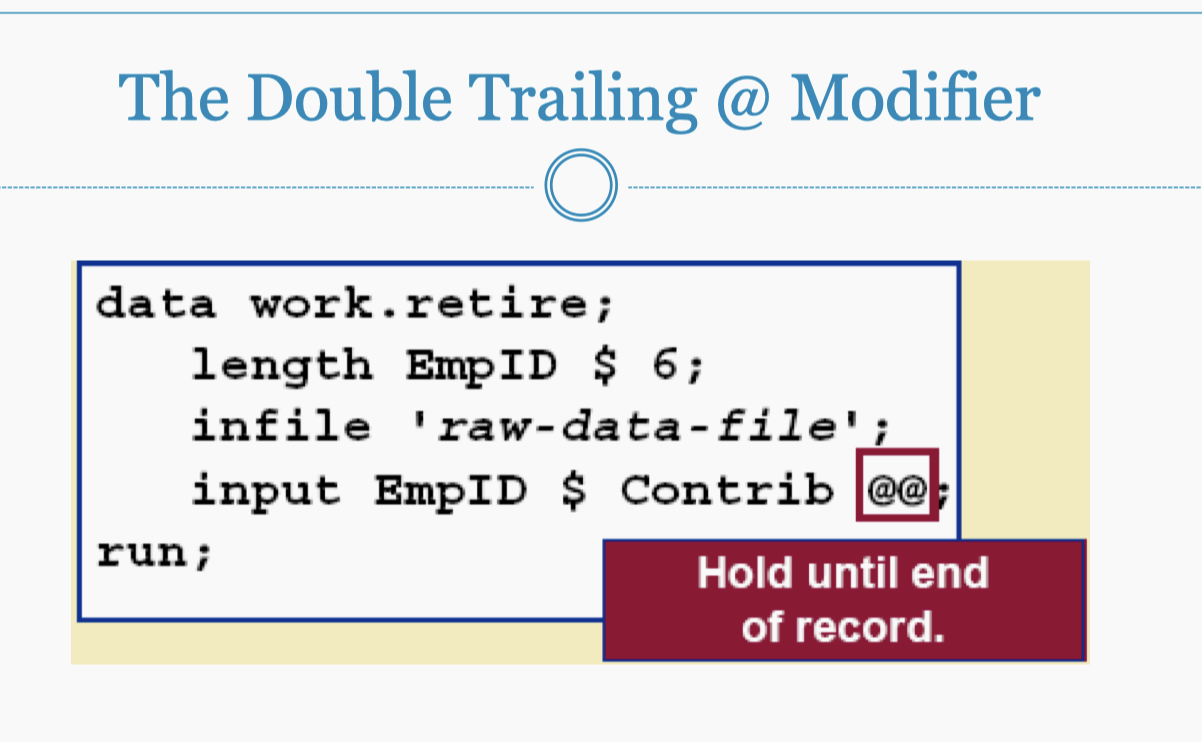 The Double Trailing @ Modifier
data work.retire;
length EmpID $ 6;
infile 'raw-data-file';
input EmpID $ Contrib @@;
run;
Hold until end
of record.